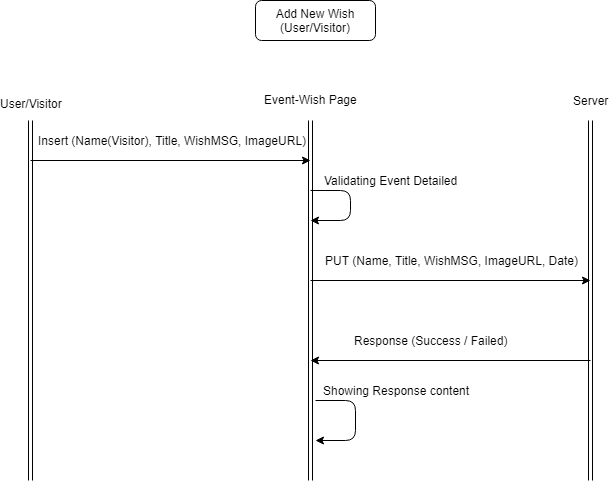 Add New Wish
(User/Visitor)
User/Visitor
Event-Wish Page
Server
Insert (Name(Visitor), Title, WishMSG, ImageURL)
Validating Event Detailed
PUT (Name, Title, WishMSG, ImageURL, Date)
Response (Success / Failed)
Showing Response content